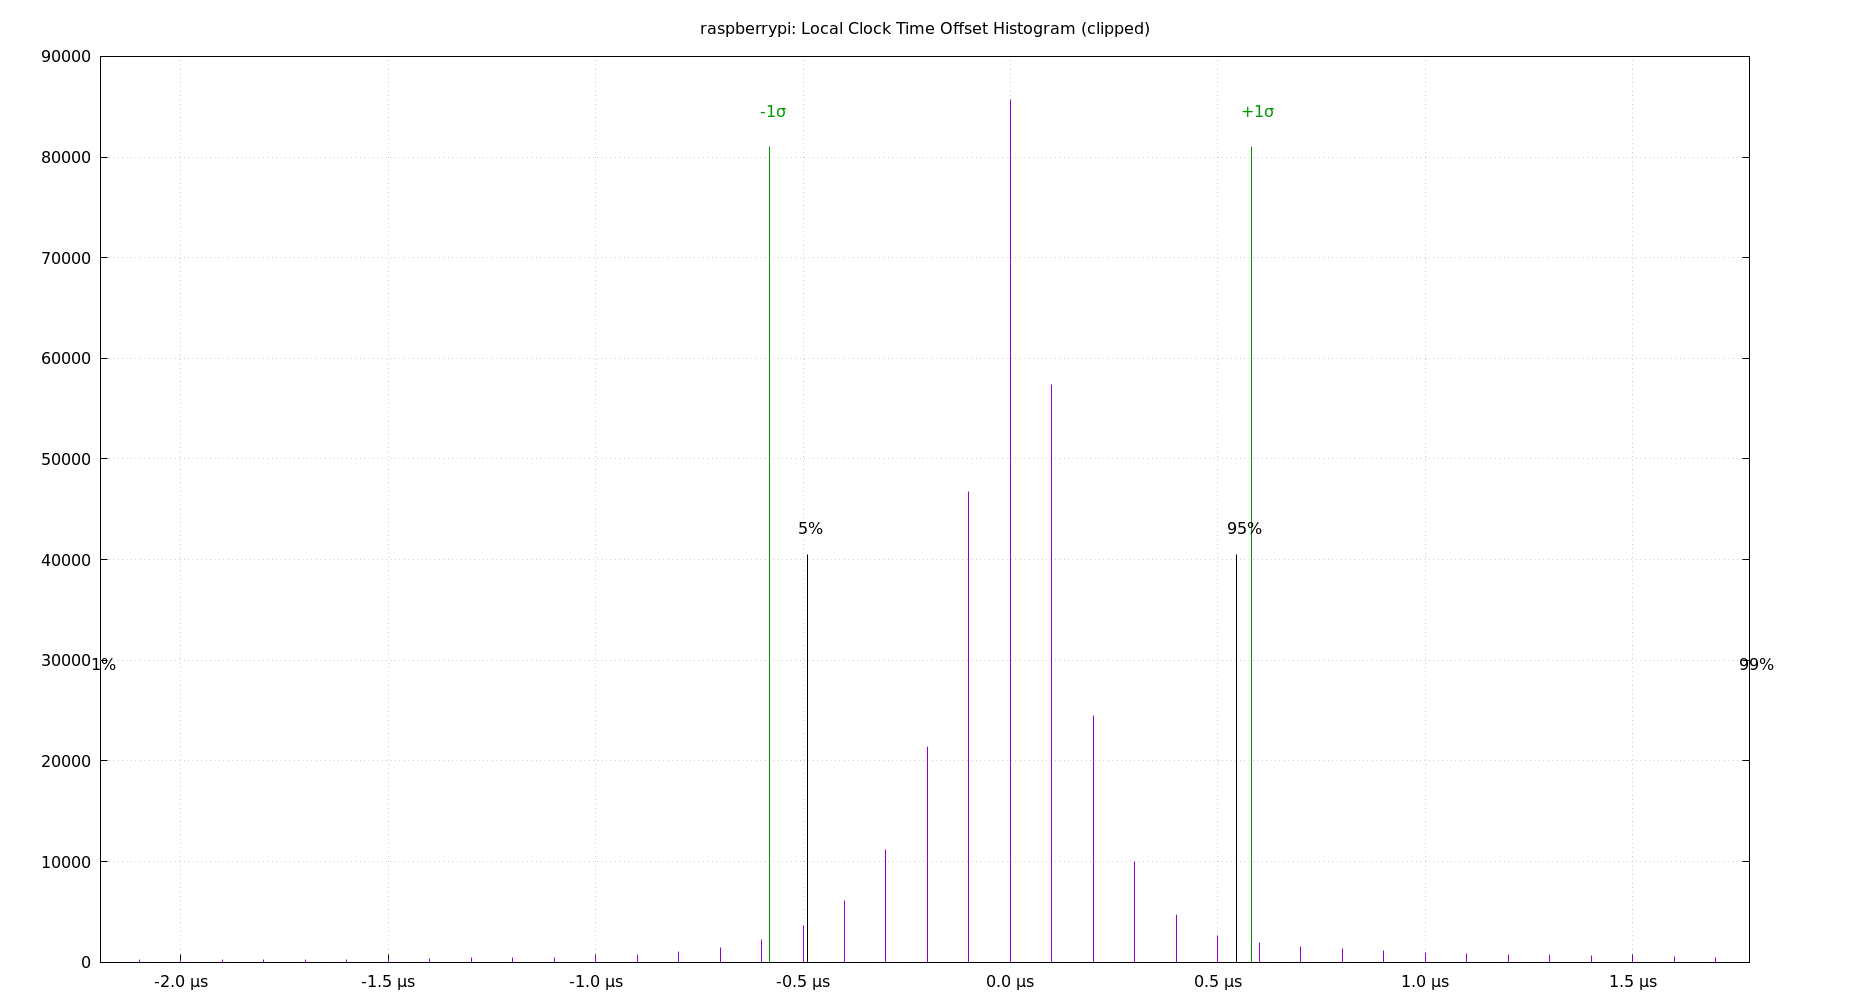 raspberrypi: Local Clock Time Offset Histogram (clipped)
90000
-1σ +1σ
80000
70000
60000
50000
5% 95%
40000
30000 1% 99%
20000
10000
0
-2.0 µs -1.5 µs -1.0 µs -0.5 µs 0.0 µs 0.5 µs 1.0 µs 1.5 µs